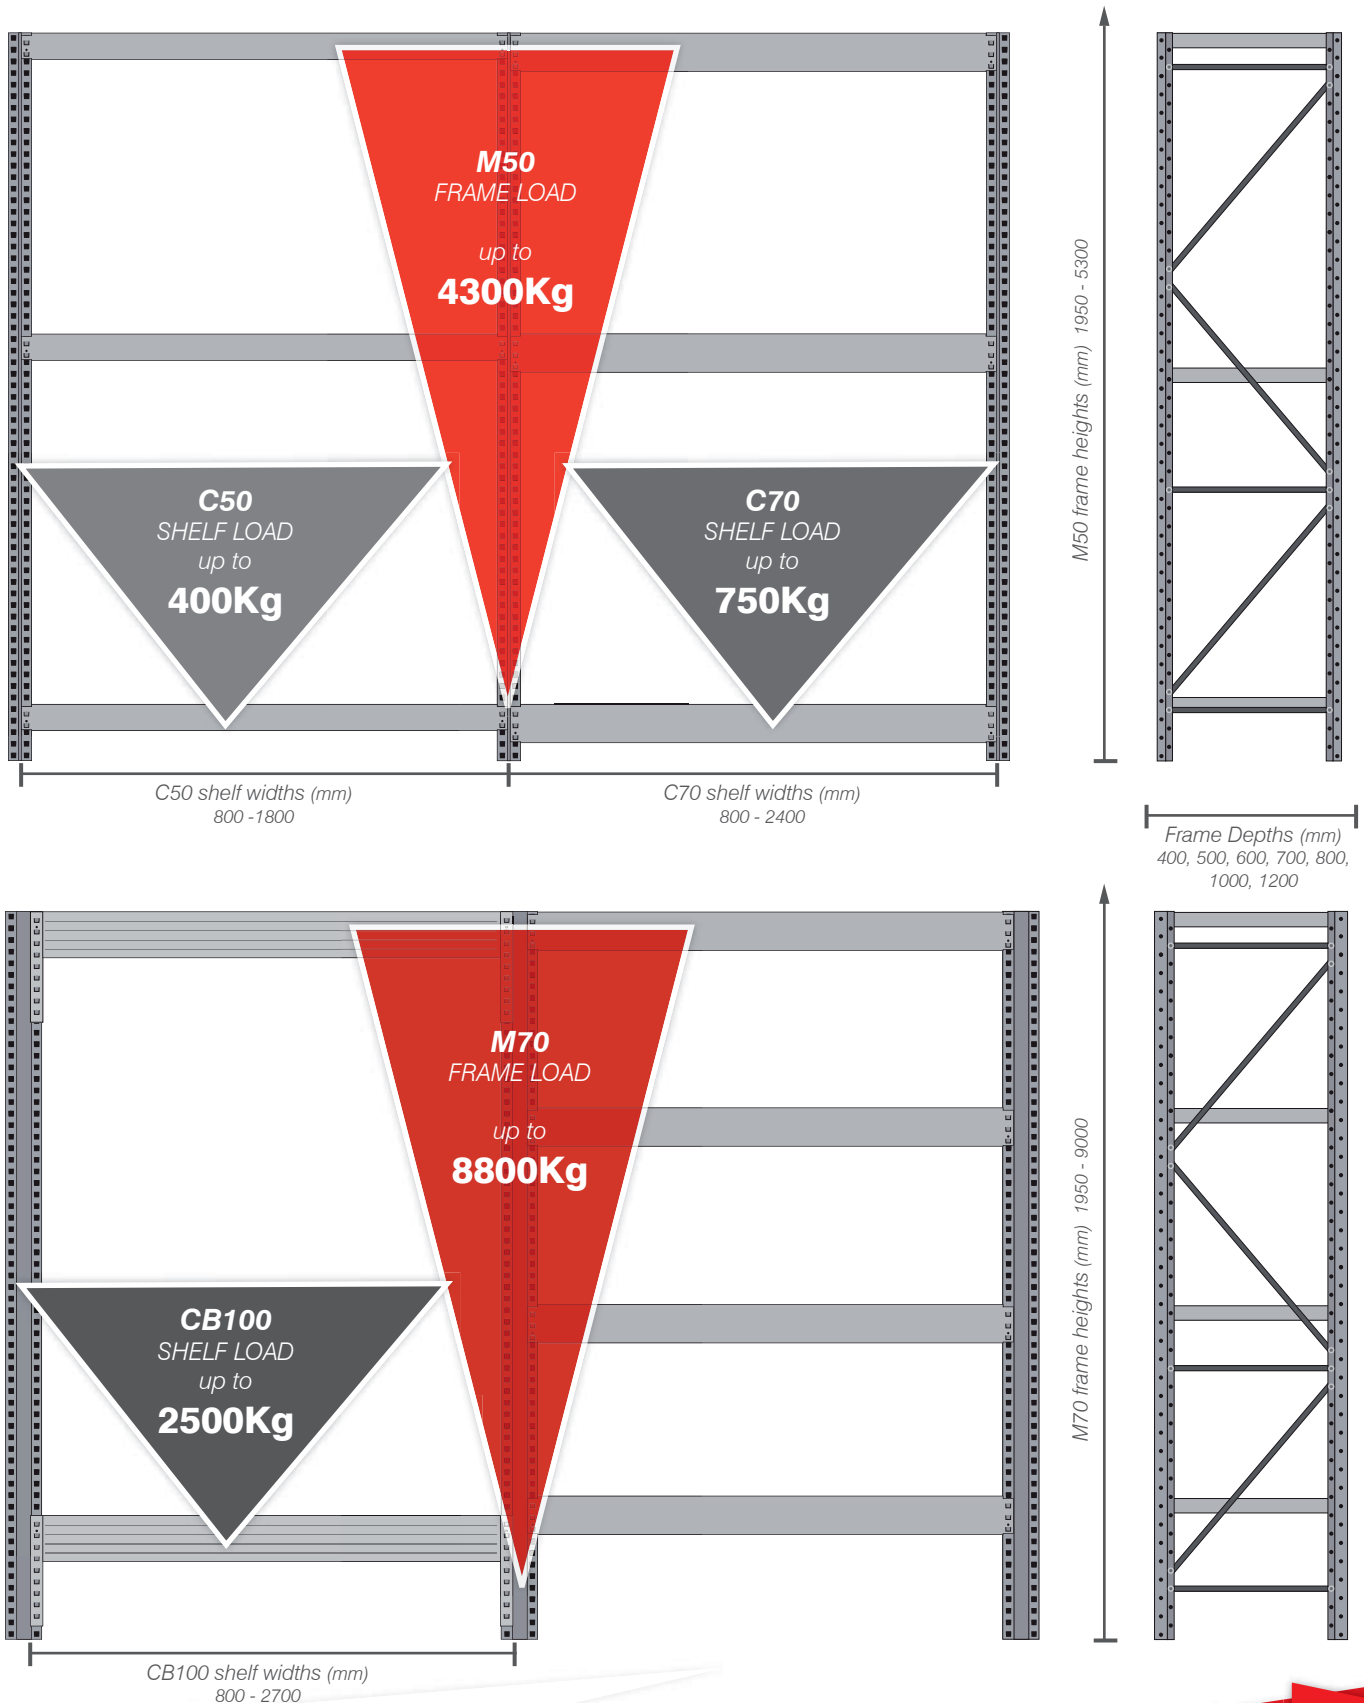 M50
FRAME LOAD
up to
4300Kg
C50
SHELF LOAD
up to
400Kg
C70
SHELF LOAD
up to
750Kg
C50 shelf widths (mm)
800 -1800
C70 shelf widths (mm)
800 - 2400
M50 frame heights (mm) 1950 - 5300
Frame Depths (mm)
400, 500, 600, 700, 800,
1000, 1200
M70
FRAME LOAD
up to
8800Kg
CB100
SHELF LOAD
up to
2500Kg
CB100 shelf widths (mm)
800 - 2700
M70 frame heights (mm) 1950 - 9000